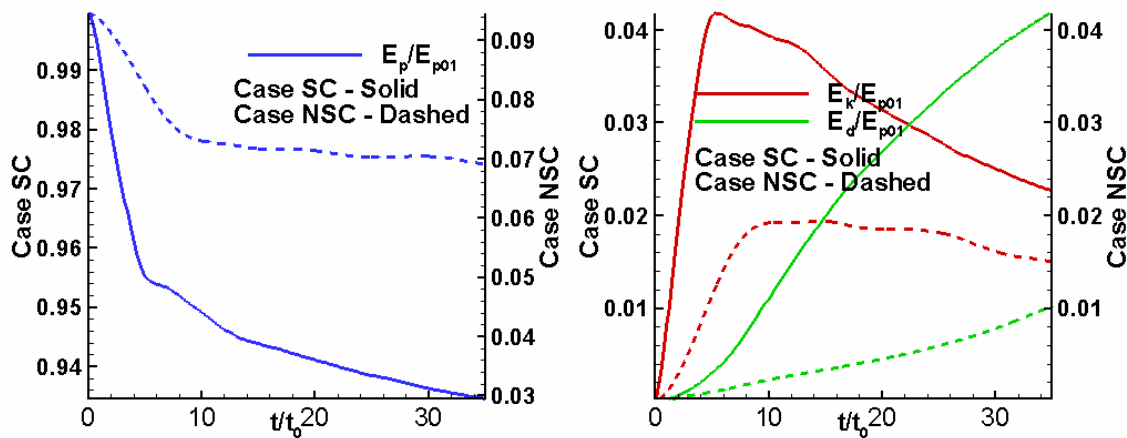 E_p/E_p01
Case SC - Solid
Case NSC - Dashed
0.99
0.98
0.97
0.96
0.95
0.94
Case SC
0.09
0.08
0.07
0.06
0.05
0.04
0.03
Case NSC
0 10 20 30
t/t_o
E_k/E_p01
E_d/E_p01
Case SC - Solid
Case NSC - Dashed
0.04
0.03
0.02
0.01
Case SC
0.04
0.03
0.02
0.01
Case NSC
0 10 20 30
t/t_o